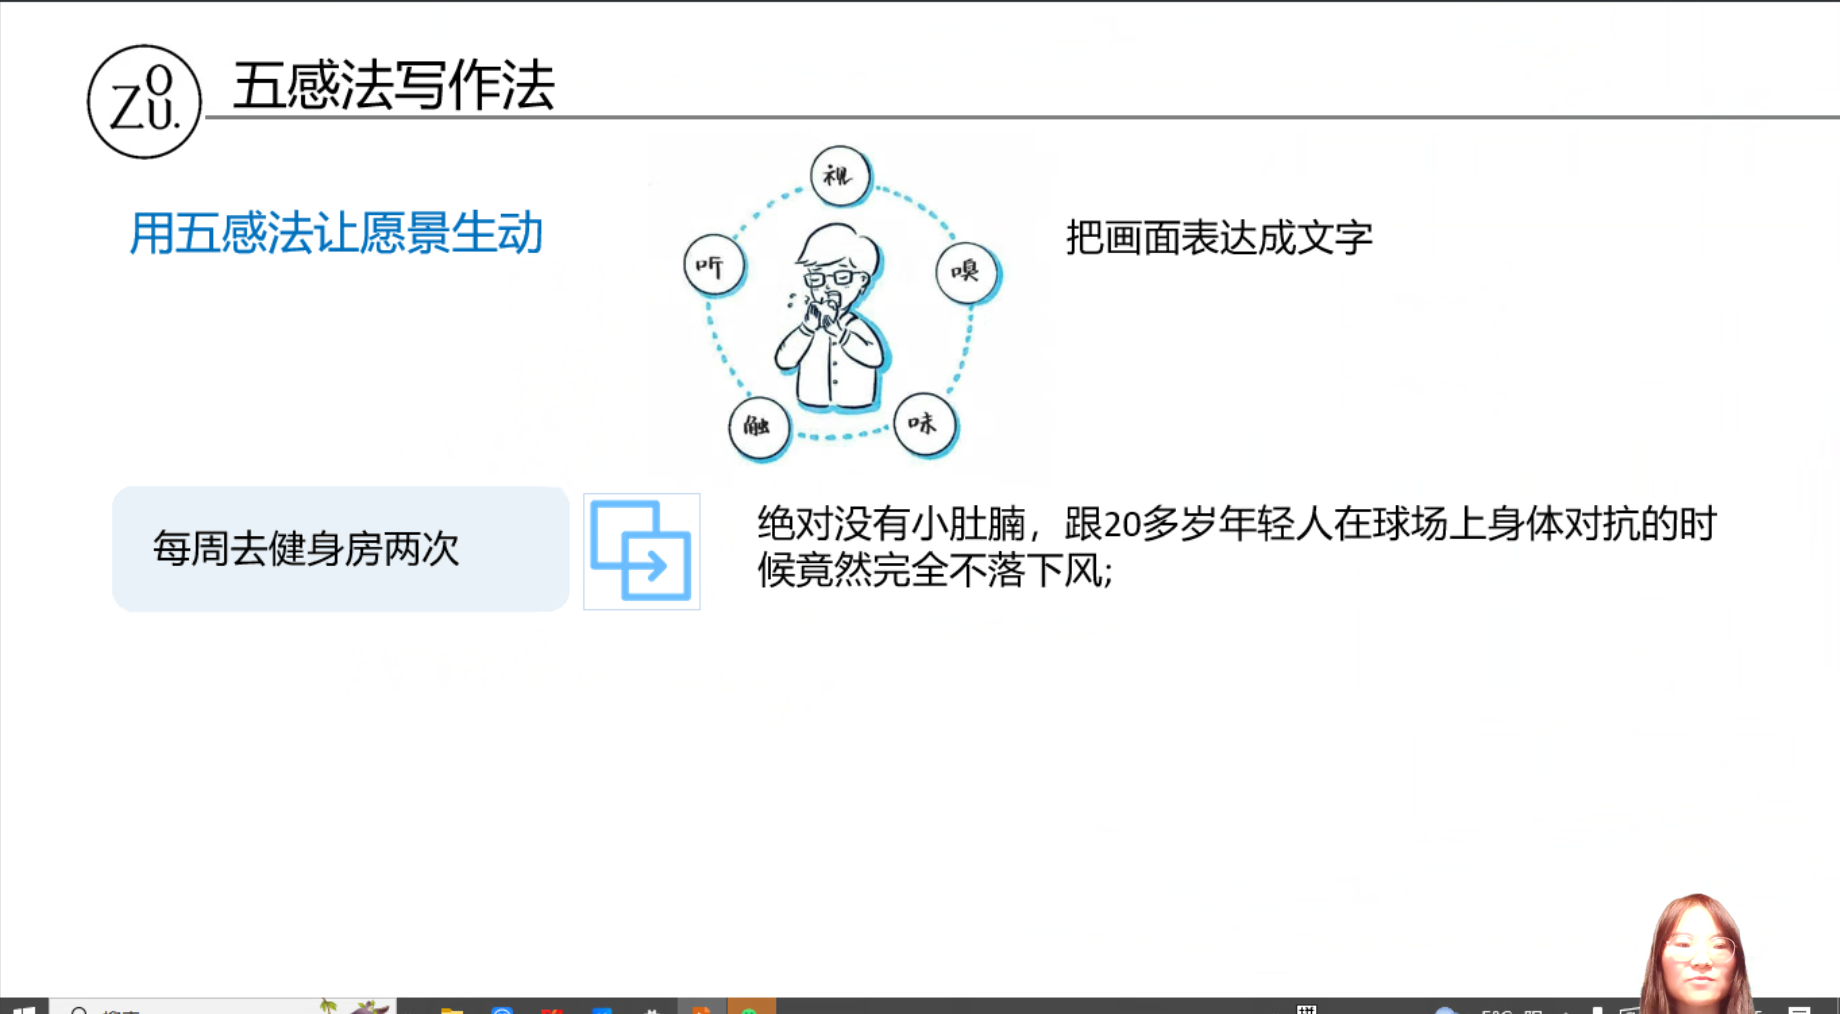 ZOU.
五感法写作法
用五感法让愿景生动
视
听
嗅
触
味
把画面表达成文字
每周去健身房两次
绝对没有小肚腩，跟20多岁年轻人在球场上身体对抗的时
候竟然完全不落下风;